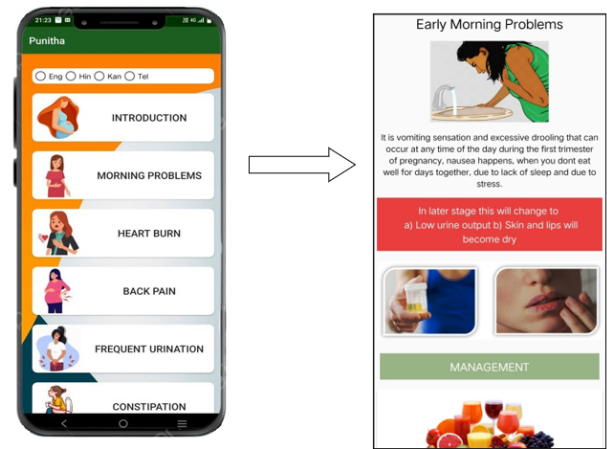 21:23
Punitha
Eng Hin Kan Tel
INTRODUCTION
MORNING PROBLEMS
HEART BURN
BACK PAIN
FREQUENT URINATION
CONSTIPATION
Early Morning Problems
It is vomiting sensation and excessive drooling that can
occur at any time of the day during the first trimester
of pregnancy, nausea happens, when you dont eat
well for days together, due to lack of sleep and due to
stress.
In later stage this will change to
a) Low urine output b) Skin and lips will
become dry
MANAGEMENT